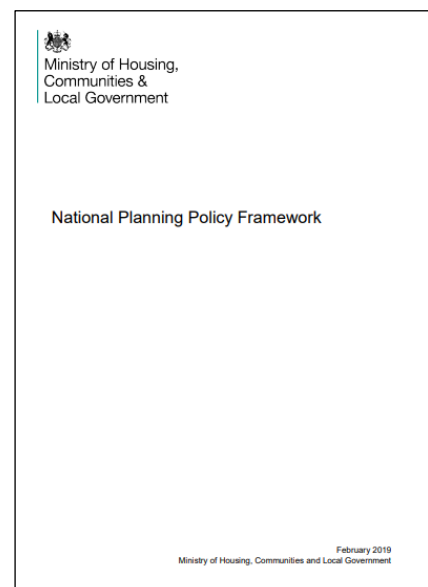 Ministry of Housing,
Communities &
Local Government
National Planning Policy Framework
February 2019
Ministry of Housing, Communities and Local Government